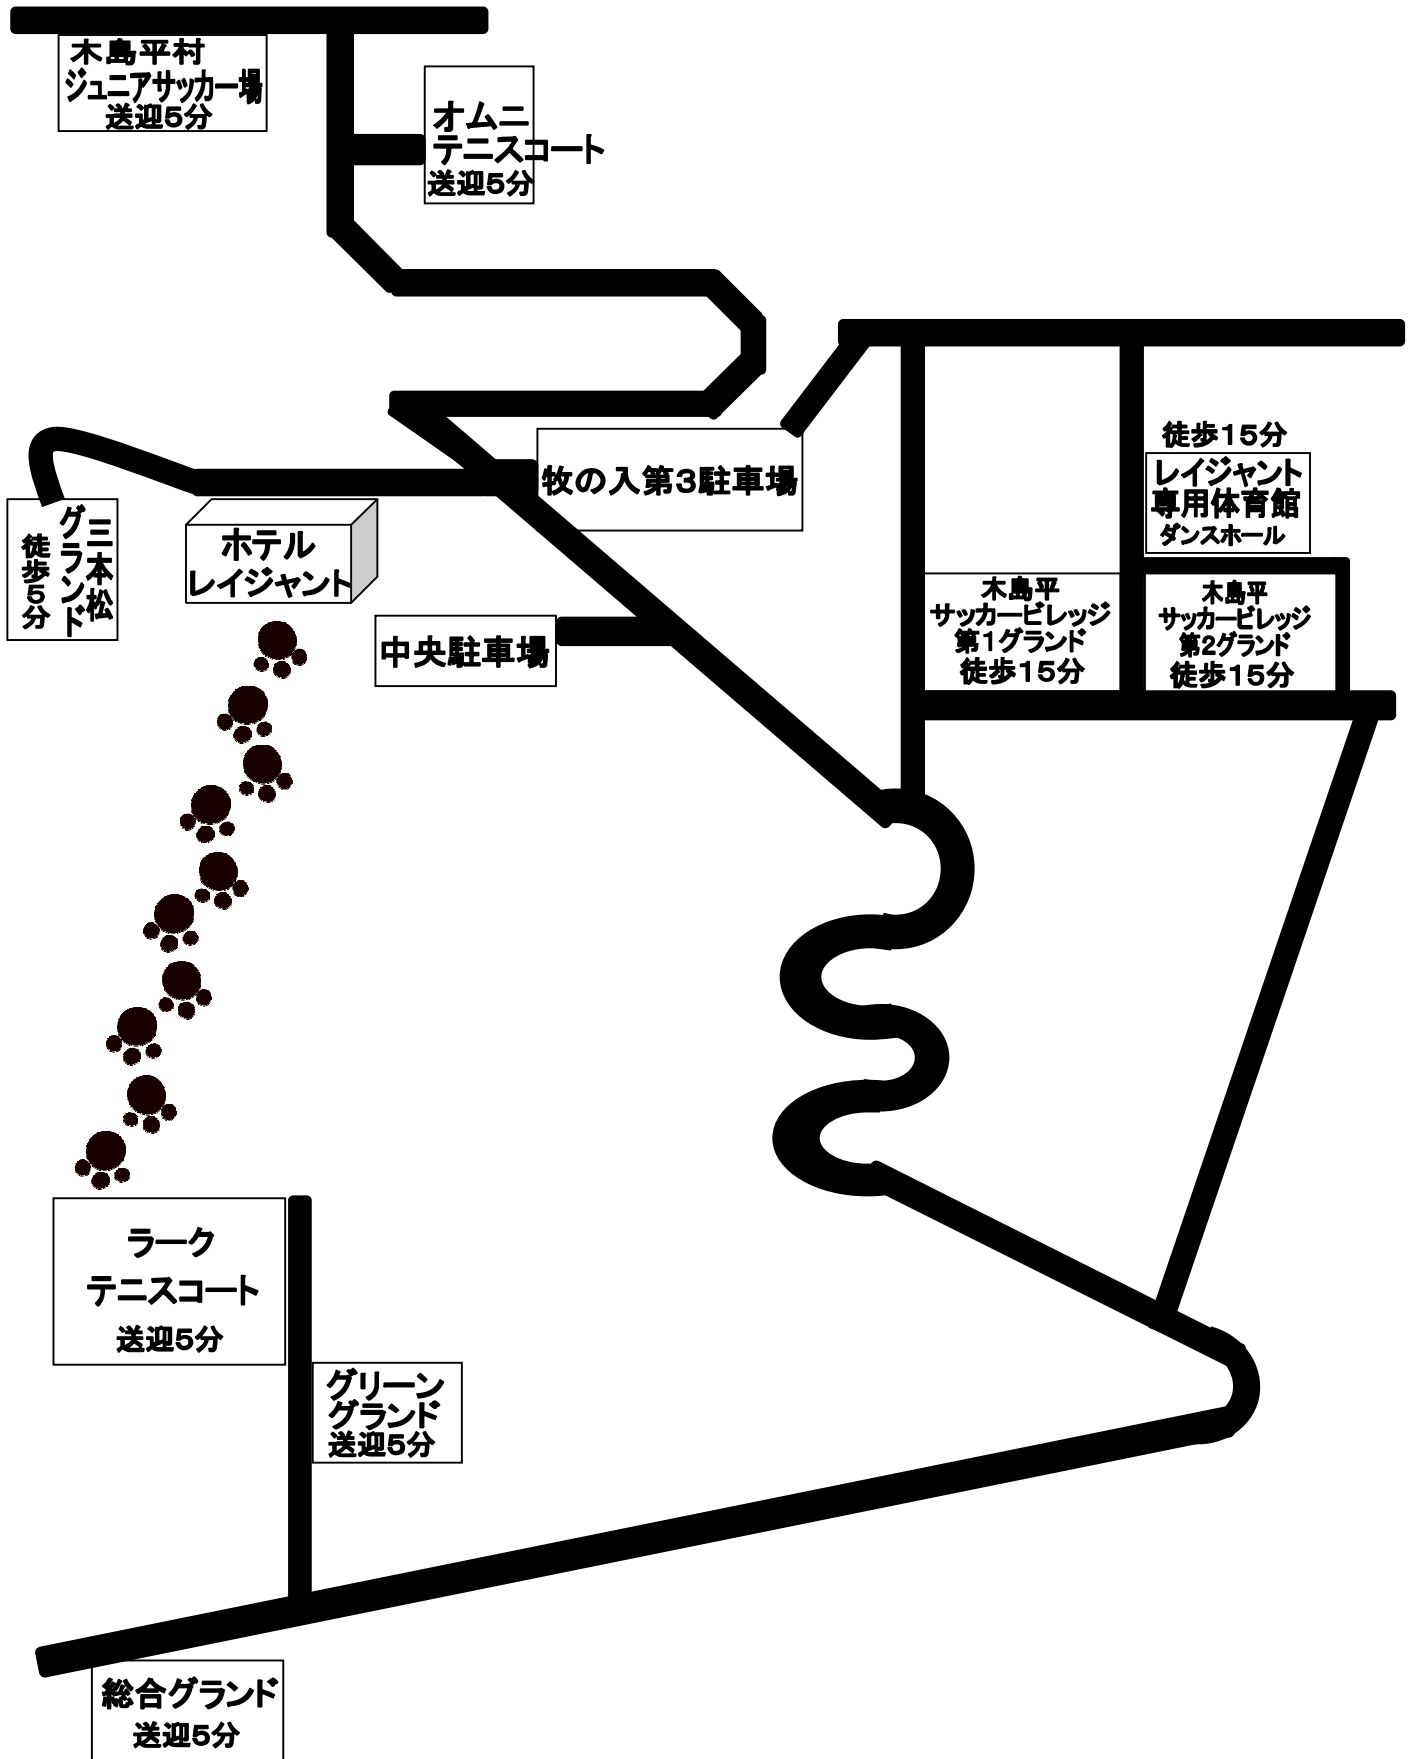 木島平村
ジュニアサッカー場
送迎5分
オムニ
テニスコート
送迎5分
徒歩15分
レイジャント
専用体育館
ダンスホール
牧の入第3駐車場
三本松
グランド
徒歩5分
ホテル
レイジャント
中央駐車場
木島平
サッカービレッジ
第1グランド
徒歩15分
木島平
サッカービレッジ
第2グランド
徒歩15分
ラーク
テニスコート
送迎5分
グリーン
グランド
送迎5分
総合グランド
送迎5分